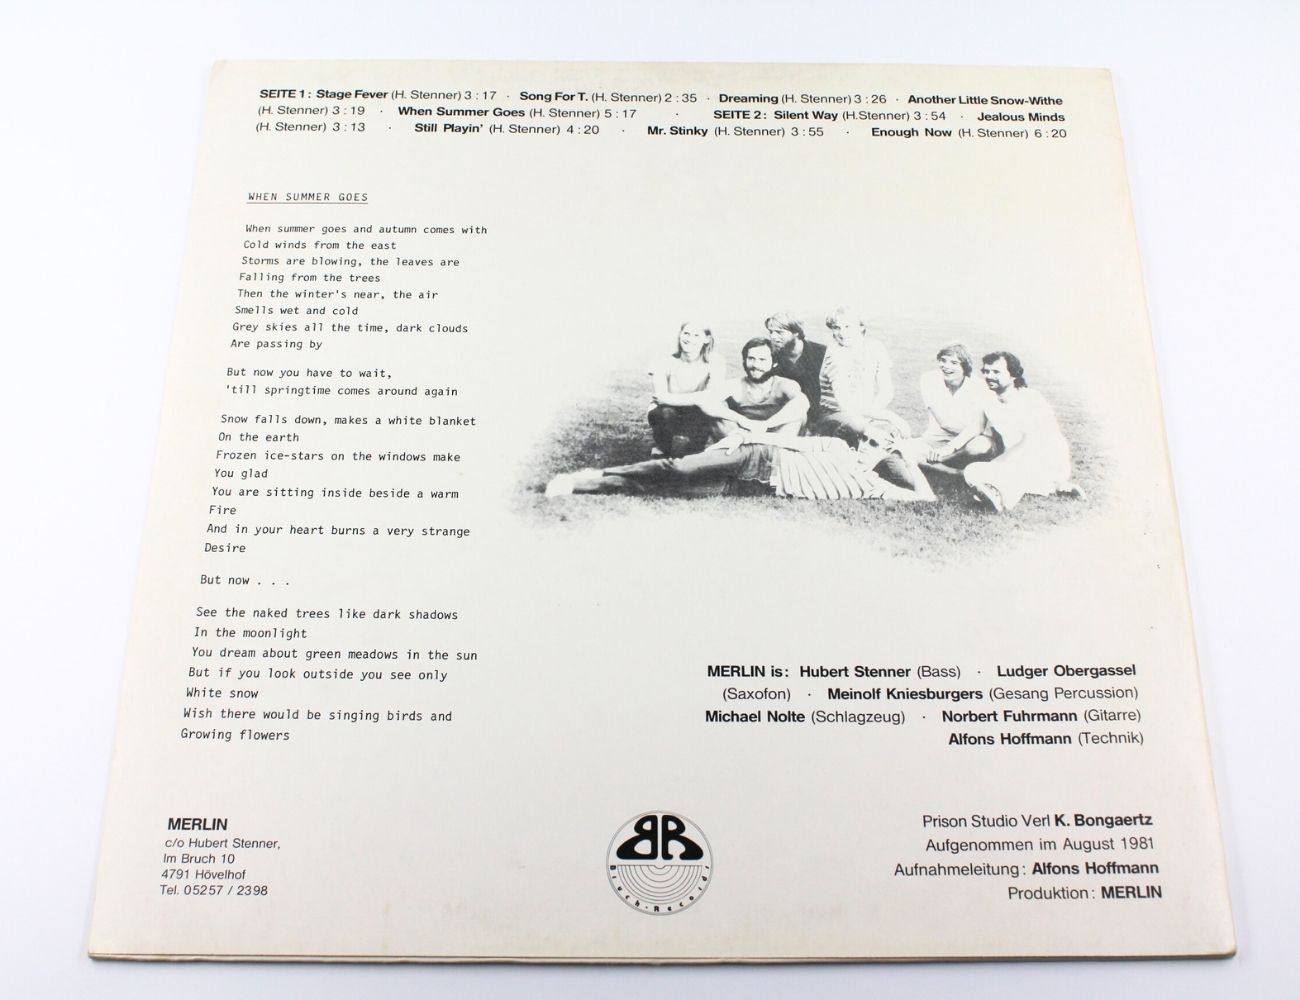 SEITE 1: Stage Fever (H. Stenner) 3 : 17 · Song For T. (H. Stenner) 2 : 35 · Dreaming (H. Stenner) 3 : 26 · Another Little Snow-Withe
(H. Stenner) 3 : 19 · When Summer Goes (H. Stenner) 5 : 17 · SEITE 2: Silent Way (H.Stenner) 3 : 54 · Jealous Minds
(H. Stenner) 3 : 13 · Still Playin' (H. Stenner) 4 : 20 · Mr. Stinky (H. Stenner) 3 : 55 · Enough Now (H. Stenner) 6 : 20
WHEN SUMMER GOES
When summer goes and autumn comes with
Cold winds from the east
Storms are blowing, the leaves are
Falling from the trees
Then the winter's near, the air
Smells wet and cold
Grey skies all the time, dark clouds
Are passing by
But now you have to wait,
'till springtime comes around again
Snow falls down, makes a white blanket
On the earth
Frozen ice-stars on the windows make
You glad
You are sitting inside beside a warm
Fire
And in your heart burns a very strange
Desire
But now . . .
See the naked trees like dark shadows
In the moonlight
You dream about green meadows in the sun
But if you look outside you see only
White snow
Wish there would be singing birds and
Growing flowers
MERLIN is: Hubert Stenner (Bass) · Ludger Obergassel
(Saxofon) · Meinolf Kniesburgers (Gesang Percussion)
Michael Nolte (Schlagzeug) · Norbert Fuhrmann (Gitarre)
Alfons Hoffmann (Technik)
MERLIN
c/o Hubert Stenner,
Im Bruch 10
4791 Hövelhof
Tel. 05257 / 2398
BR
Bruch-Records
Prison Studio Verl K. Bongaertz
Aufgenommen im August 1981
Aufnahmeleitung: Alfons Hoffmann
Produktion: MERLIN